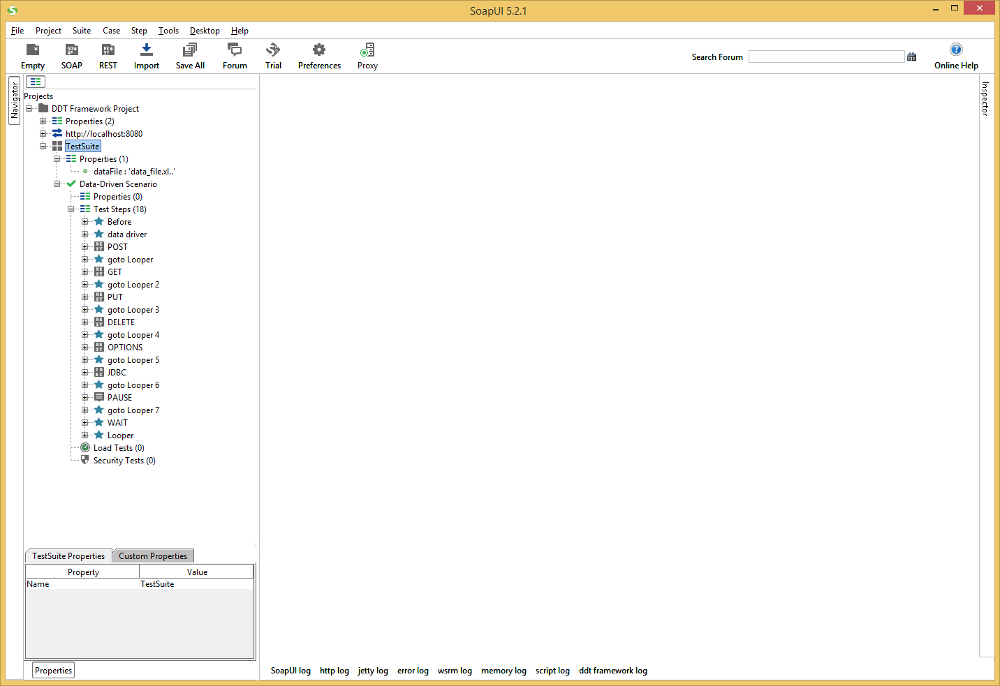 SoapUI 5.2.1
File Project Suite Case Step Tools Desktop Help
Empty SOAP REST Import Save All Forum Trial Preferences Proxy Search Forum Online Help
Navigator
Inspector
Projects
DDT Framework Project
Properties (2)
http://localhost:8080
TestSuite
Properties (1)
dataFile : 'data_file.xl..'
Data-Driven Scenario
Properties (0)
Test Steps (18)
Before
data driver
POST
goto Looper
GET
goto Looper 2
PUT
goto Looper 3
DELETE
goto Looper 4
OPTIONS
goto Looper 5
JDBC
goto Looper 6
PAUSE
goto Looper 7
WAIT
Looper
Load Tests (0)
Security Tests (0)
TestSuite Properties Custom Properties
Property Value
Name TestSuite
Properties
SoapUI log http log jetty log error log wsrm log memory log script log ddt framework log